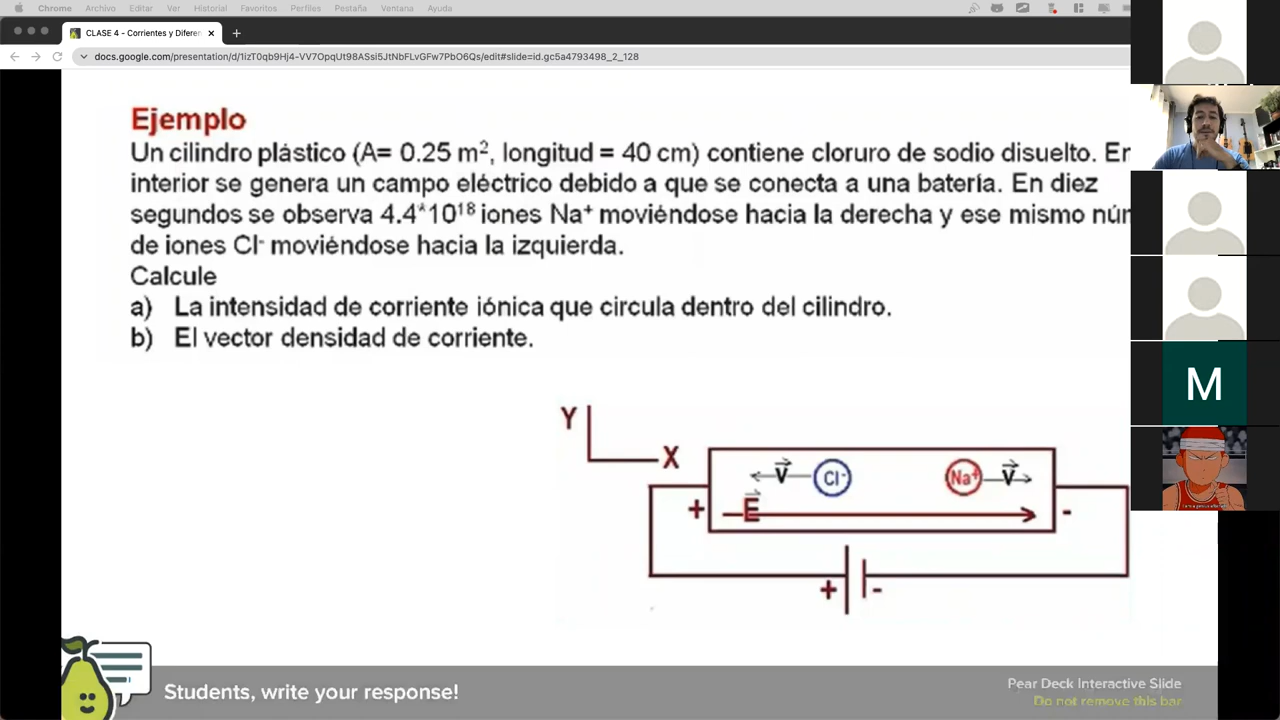 Chrome Archivo Editar Ver Historial Favoritos Perfiles Pestaña Ventana Ayuda
CLASE 4 - Corrientes y Diferen
docs.google.com/presentation/d/1izT0qb9Hj4-VV7OpqUt98ASsi5JtNbFLvGFw7PbO6Qs/edit#slide=id.gc5a4793498_2_128
Ejemplo
Un cilindro plástico (A= 0.25 m², longitud = 40 cm) contiene cloruro de sodio disuelto. En
interior se genera un campo eléctrico debido a que se conecta a una batería. En diez
segundos se observa 4.4*10¹⁸ iones Na⁺ moviéndose hacia la derecha y ese mismo núm
de iones Cl⁻ moviéndose hacia la izquierda.
Calcule
a) La intensidad de corriente iónica que circula dentro del cilindro.
b) El vector densidad de corriente.
Y
X
V Cl⁻ Na⁺ V
+ E -
+ -
M
Students, write your response!
Pear Deck Interactive Slide
Do not remove this bar